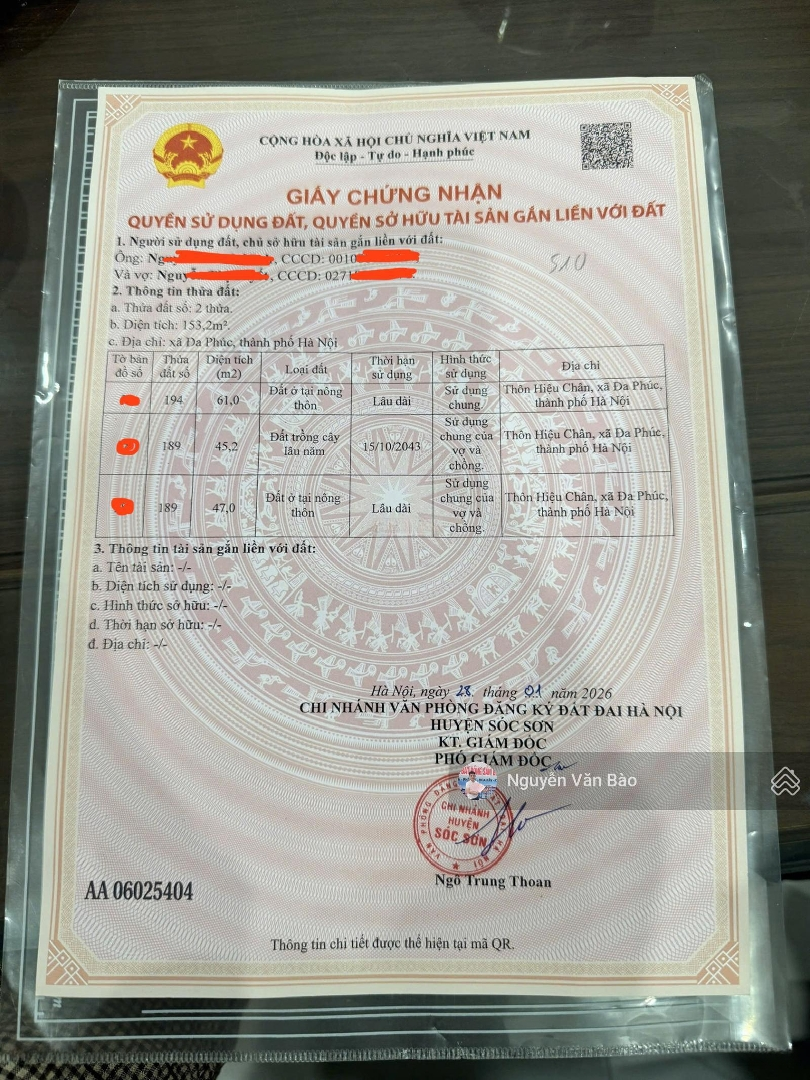 CỘNG HÒA XÃ HỘI CHỦ NGHĨA VIỆT NAM
Độc lập - Tự do - Hạnh phúc
GIẤY CHỨNG NHẬN
QUYỀN SỬ DỤNG ĐẤT, QUYỀN SỞ HỮU TÀI SẢN GẮN LIỀN VỚI ĐẤT
1. Người sử dụng đất, chủ sở hữu tài sản gắn liền với đất:
Ông: Ng , CCCD: 0010
510
Và vợ: Nguy , CCCD: 0271
2. Thông tin thửa đất:
a. Thửa đất số: 2 thửa.
b. Diện tích: 153,2m².
c. Địa chỉ: xã Đa Phúc, thành phố Hà Nội
Tờ bản đồ số Thửa đất số Diện tích (m2) Loại đất Thời hạn sử dụng Hình thức sử dụng Địa chỉ
194 61,0 Đất ở tại nông thôn Lâu dài Sử dụng chung. Thôn Hiệu Chân, xã Đa Phúc, thành phố Hà Nội
189 45,2 Đất trồng cây lâu năm 15/10/2043 Sử dụng chung của vợ và chồng. Thôn Hiệu Chân, xã Đa Phúc, thành phố Hà Nội
189 47,0 Đất ở tại nông thôn Lâu dài Sử dụng chung của vợ và chồng. Thôn Hiệu Chân, xã Đa Phúc, thành phố Hà Nội
3. Thông tin tài sản gắn liền với đất:
a. Tên tài sản: -/-
b. Diện tích sử dụng: -/-
c. Hình thức sở hữu: -/-
d. Thời hạn sở hữu: -/-
đ. Địa chỉ: -/-
Hà Nội, ngày 28 tháng 01 năm 2026
CHI NHÁNH VĂN PHÒNG ĐĂNG KÝ ĐẤT ĐAI HÀ NỘI
HUYỆN SÓC SƠN
KT. GIÁM ĐỐC
PHÓ GIÁM ĐỐC
Nguyễn Văn Bào
CHI NHÁNH
HUYỆN
SÓC SƠN
Ngô Trung Thoan
AA 06025404
Thông tin chi tiết được thể hiện tại mã QR.